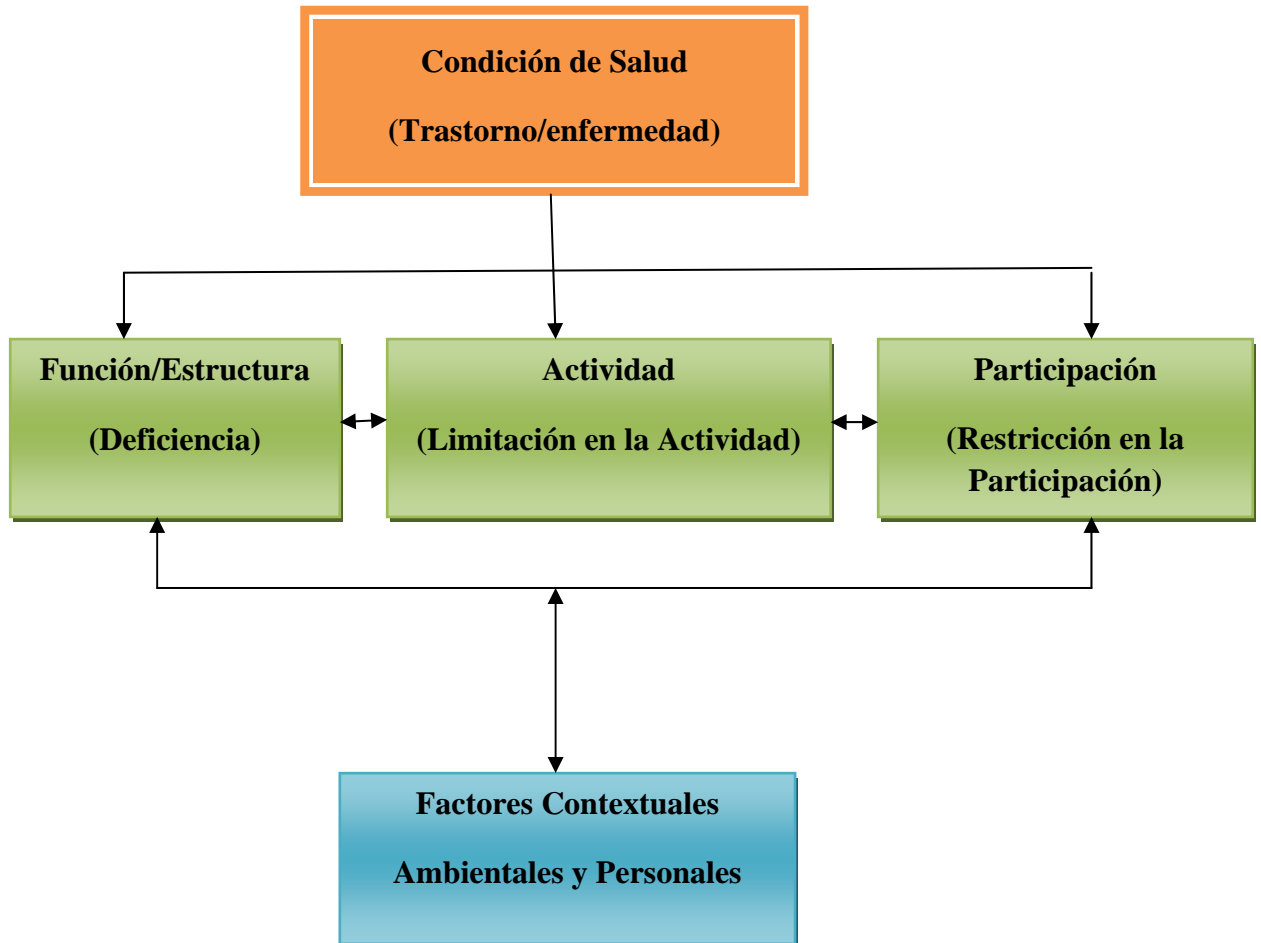 Condición de Salud
(Trastorno/enfermedad)
Función/Estructura
(Deficiencia)
Actividad
(Limitación en la Actividad)
Participación
(Restricción en la
Participación)
Factores Contextuales
Ambientales y Personales